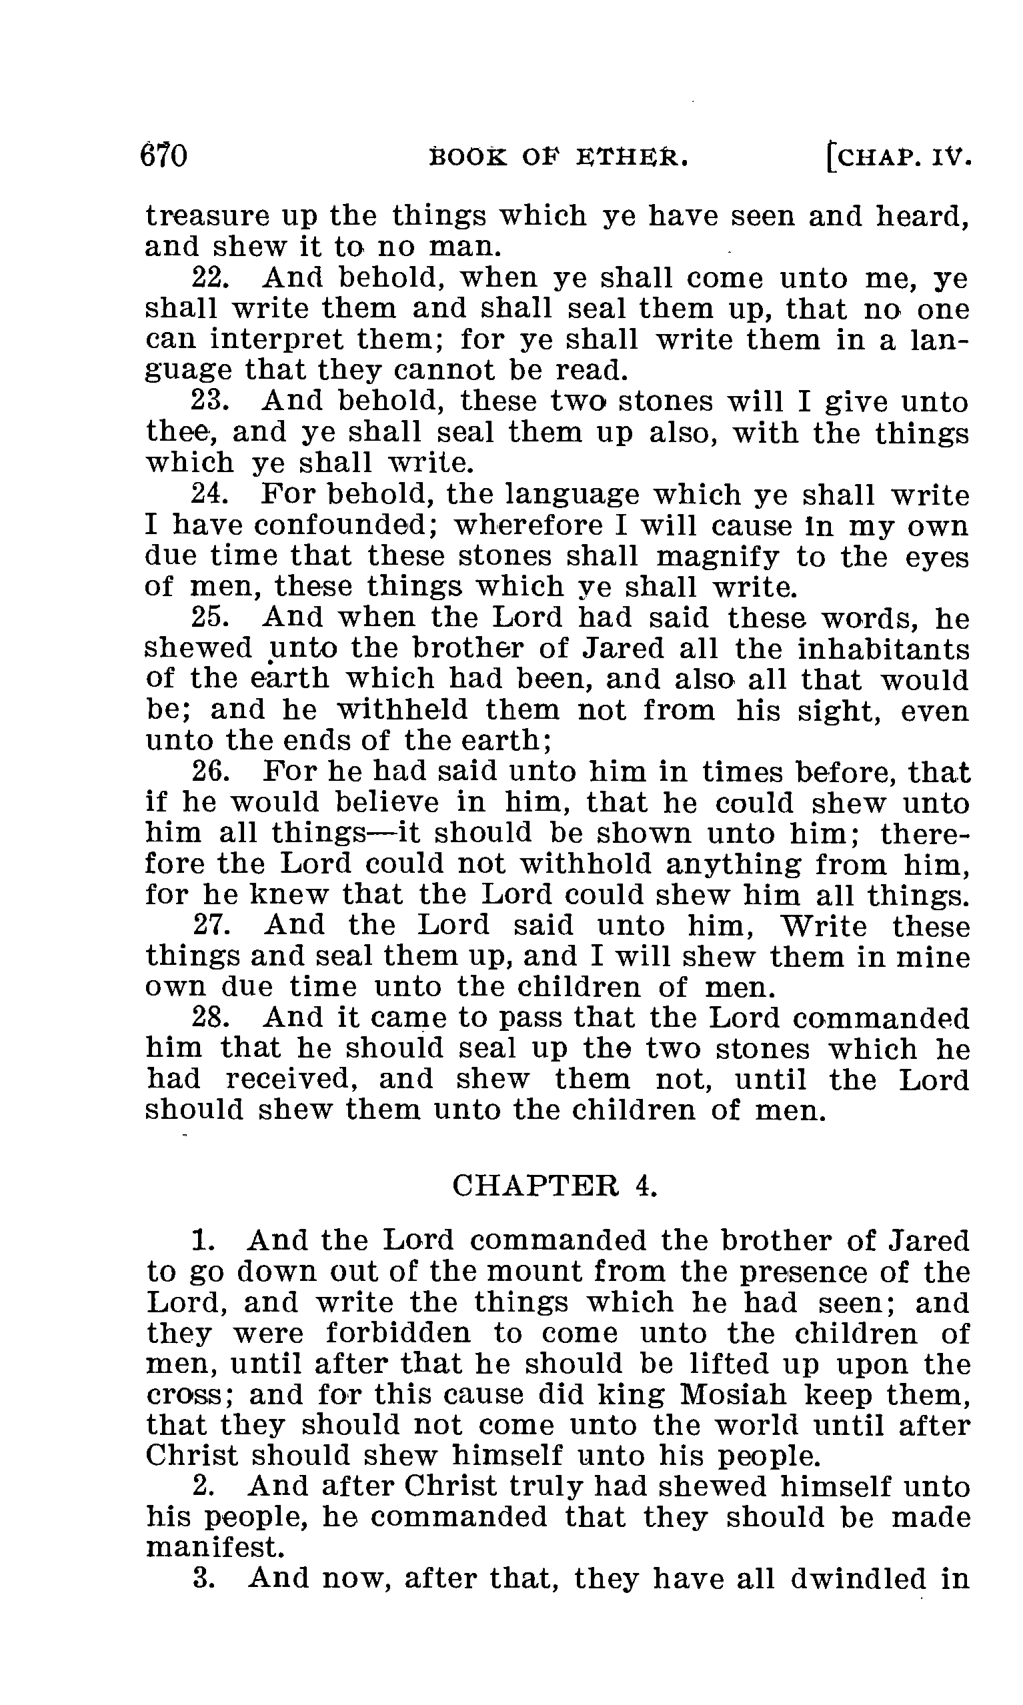 670 BOOK OF ETHER. [CHAP. IV.
treasure up the things which ye have seen and heard,
and shew it to no man.
22. And behold, when ye shall come unto me, ye
shall write them and shall seal them up, that no one
can interpret them; for ye shall write them in a lan-
guage that they cannot be read.
23. And behold, these two stones will I give unto
thee, and ye shall seal them up also, with the things
which ye shall write.
24. For behold, the language which ye shall write
I have confounded; wherefore I will cause in my own
due time that these stones shall magnify to the eyes
of men, these things which ye shall write.
25. And when the Lord had said these words, he
shewed unto the brother of Jared all the inhabitants
of the earth which had been, and also all that would
be; and he withheld them not from his sight, even
unto the ends of the earth;
26. For he had said unto him in times before, that
if he would believe in him, that he could shew unto
him all things—it should be shown unto him; there-
fore the Lord could not withhold anything from him,
for he knew that the Lord could shew him all things.
27. And the Lord said unto him, Write these
things and seal them up, and I will shew them in mine
own due time unto the children of men.
28. And it came to pass that the Lord commanded
him that he should seal up the two stones which he
had received, and shew them not, until the Lord
should shew them unto the children of men.
CHAPTER 4.
1. And the Lord commanded the brother of Jared
to go down out of the mount from the presence of the
Lord, and write the things which he had seen; and
they were forbidden to come unto the children of
men, until after that he should be lifted up upon the
cross; and for this cause did king Mosiah keep them,
that they should not come unto the world until after
Christ should shew himself unto his people.
2. And after Christ truly had shewed himself unto
his people, he commanded that they should be made
manifest.
3. And now, after that, they have all dwindled in